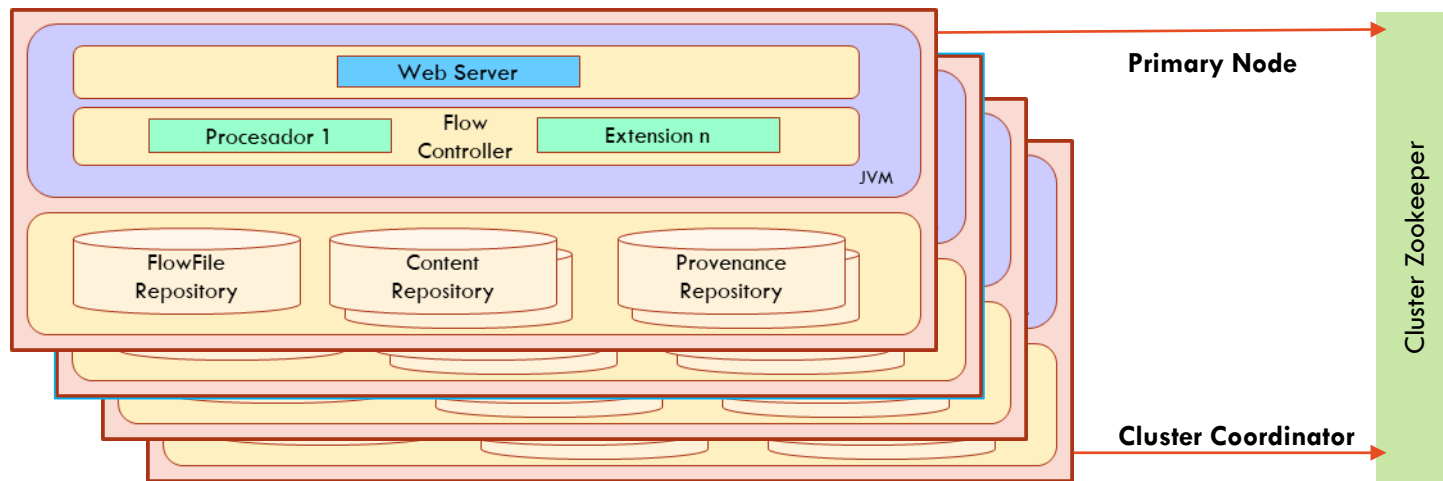 Web Server
Procesador 1
Flow
Controller
Extension n
JVM
FlowFile
Repository
Content
Repository
Provenance
Repository
Primary Node
Cluster Coordinator
Cluster Zookeeper